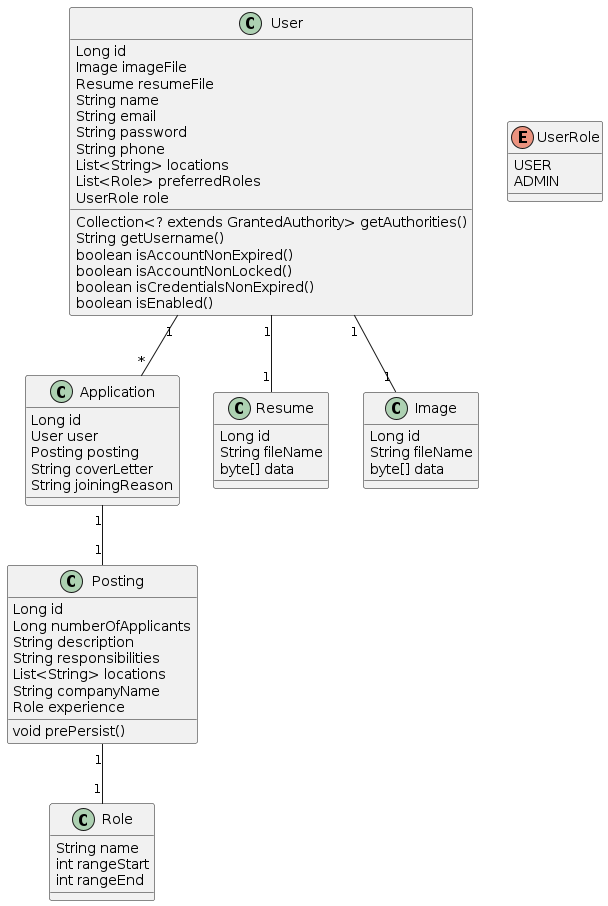 C User
Long id
Image imageFile
Resume resumeFile
String name
String email
String password
String phone
List<String> locations
List<Role> preferredRoles
UserRole role
Collection<? extends GrantedAuthority> getAuthorities()
String getUsername()
boolean isAccountNonExpired()
boolean isAccountNonLocked()
boolean isCredentialsNonExpired()
boolean isEnabled()
E UserRole
USER
ADMIN
1 1 1
* 1 1
C Application
Long id
User user
Posting posting
String coverLetter
String joiningReason
C Resume
Long id
String fileName
byte[] data
C Image
Long id
String fileName
byte[] data
1
1
C Posting
Long id
Long numberOfApplicants
String description
String responsibilities
List<String> locations
String companyName
Role experience
void prePersist()
1
1
C Role
String name
int rangeStart
int rangeEnd